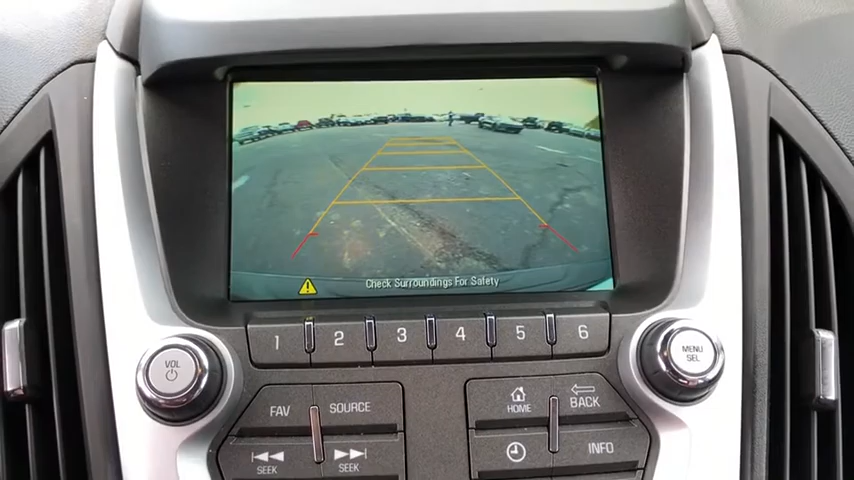 Check Surroundings For Safety
1 2 3 4 5 6
VOL
MENU
SEL
FAV SOURCE
HOME BACK
SEEK SEEK
INFO